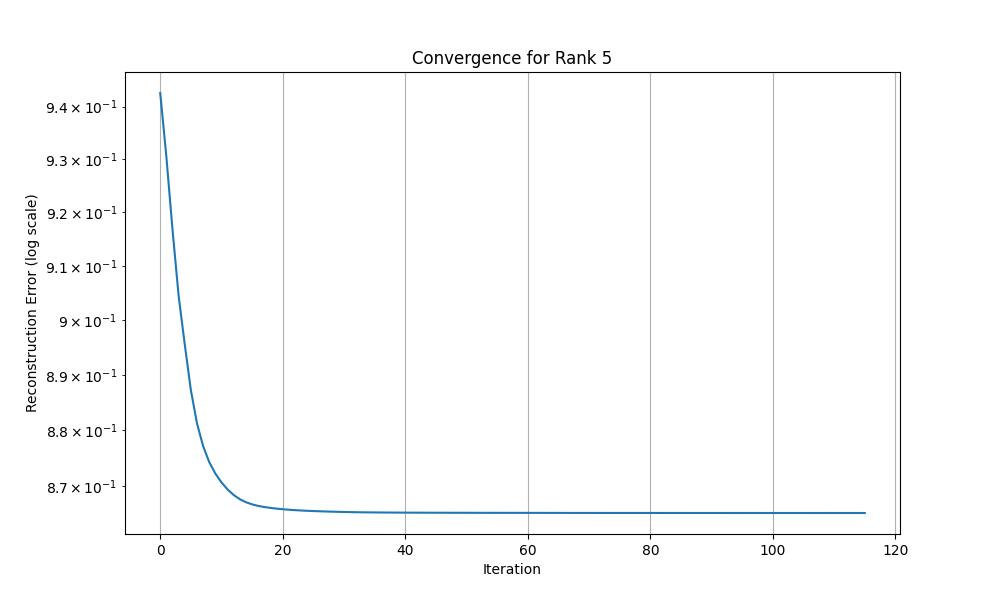 Convergence for Rank 5
Reconstruction Error (log scale)
9.4 × 10⁻¹
9.3 × 10⁻¹
9.2 × 10⁻¹
9.1 × 10⁻¹
9 × 10⁻¹
8.9 × 10⁻¹
8.8 × 10⁻¹
8.7 × 10⁻¹
0 20 40 60 80 100 120
Iteration